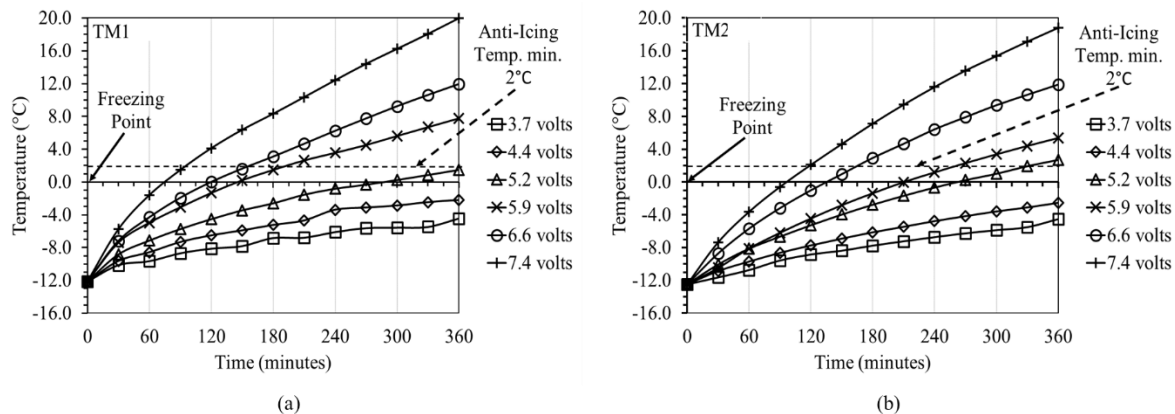 TM1
20.0
16.0
12.0
8.0
4.0
0.0
-4.0
-8.0
-12.0
-16.0
Temperature (°C)
Freezing
Point
Anti-Icing
Temp. min.
2°C
3.7 volts
4.4 volts
5.2 volts
5.9 volts
6.6 volts
7.4 volts
0 60 120 180 240 300 360
Time (minutes)
(a)
TM2
20.0
16.0
12.0
8.0
4.0
0.0
-4.0
-8.0
-12.0
-16.0
Temperature (°C)
Freezing
Point
Anti-Icing
Temp. min.
2°C
3.7 volts
4.4 volts
5.2 volts
5.9 volts
6.6 volts
7.4 volts
0 60 120 180 240 300 360
Time (minutes)
(b)